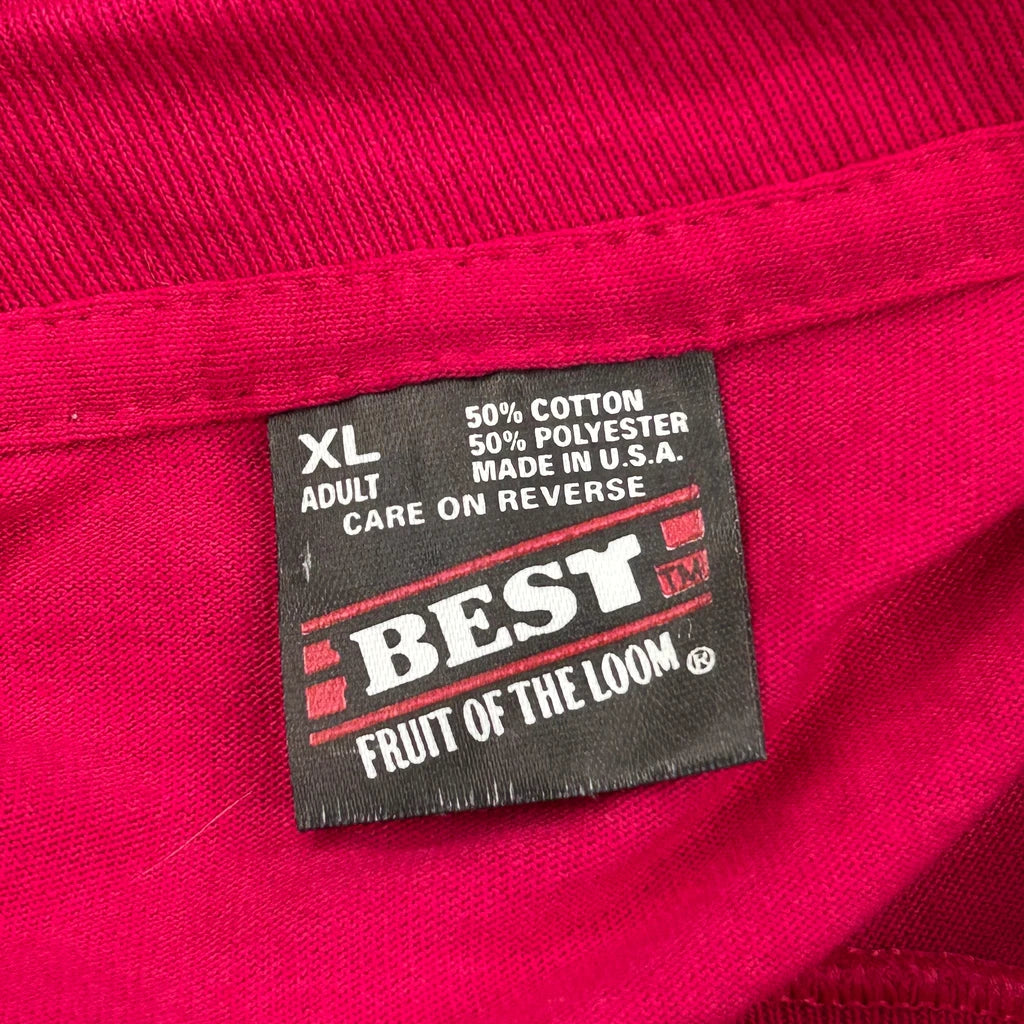 XL
ADULT
50% COTTON
50% POLYESTER
MADE IN U.S.A.
CARE ON REVERSE
BEST TM
FRUIT OF THE LOOM ®